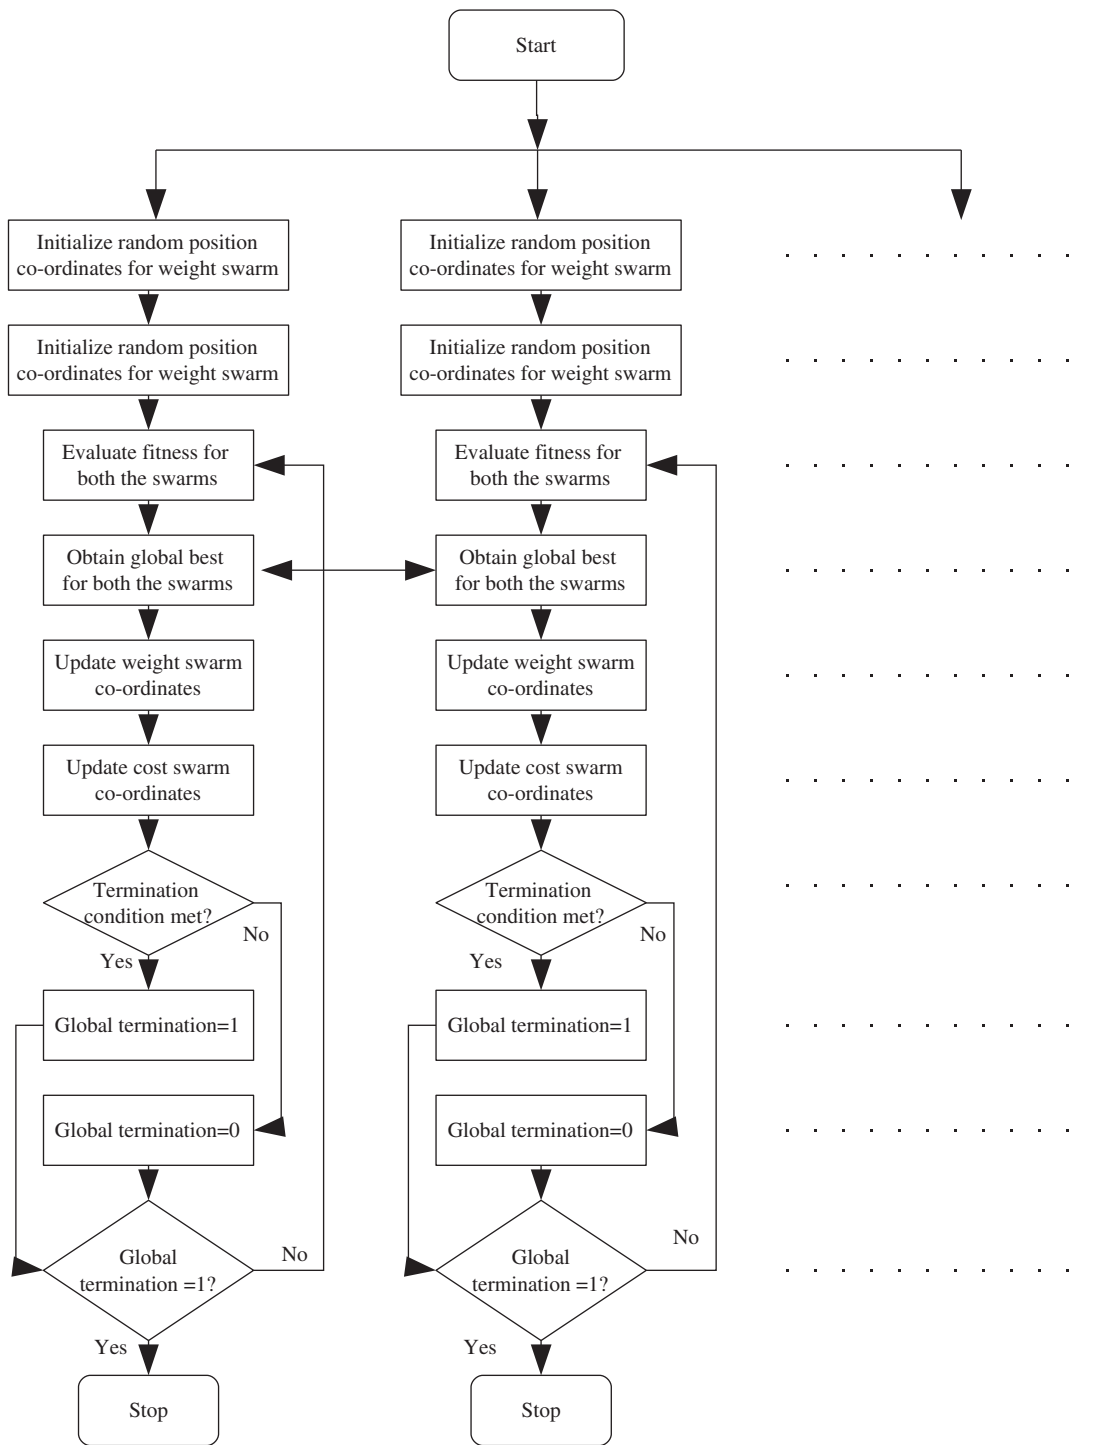 Start
Initialize random position
co-ordinates for weight swarm
Initialize random position
co-ordinates for weight swarm
Evaluate fitness for
both the swarms
Obtain global best
for both the swarms
Update weight swarm
co-ordinates
Update cost swarm
co-ordinates
Termination
condition met?
No
Yes
Global termination=1
Global termination=0
Global
termination =1?
No
Yes
Stop
Initialize random position
co-ordinates for weight swarm
Initialize random position
co-ordinates for weight swarm
Evaluate fitness for
both the swarms
Obtain global best
for both the swarms
Update weight swarm
co-ordinates
Update cost swarm
co-ordinates
Termination
condition met?
No
Yes
Global termination=1
Global termination=0
Global
termination =1?
No
Yes
Stop